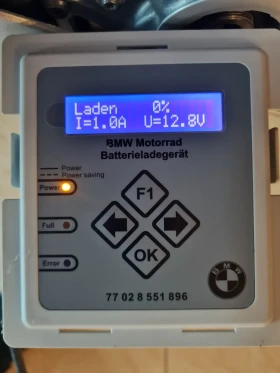 Laden 0%
I=1.0A U=12.8V
BMW Motorrad
Batterieladegerät
Power
Power saving
Power
F1
Full
OK
Error
BMW
77 02 8 551 896